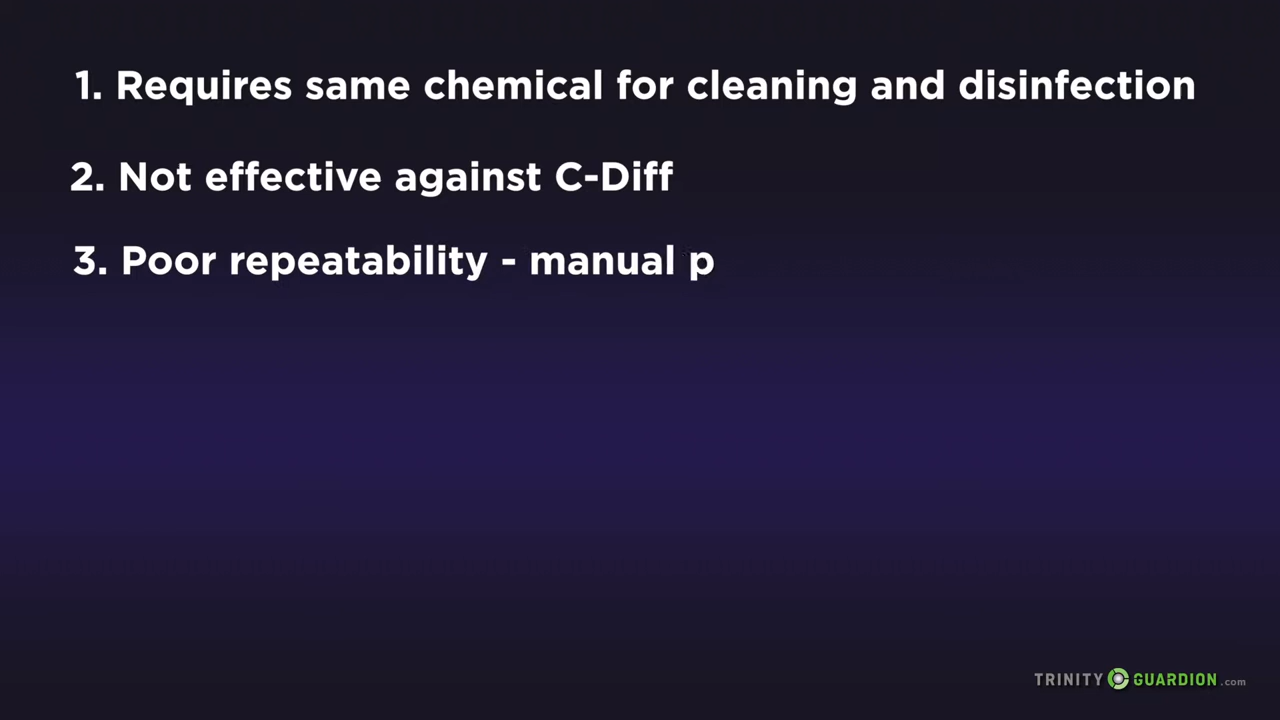 1. Requires same chemical for cleaning and disinfection
2. Not effective against C-Diff
3. Poor repeatability - manual p
TRINITY GUARDION.com